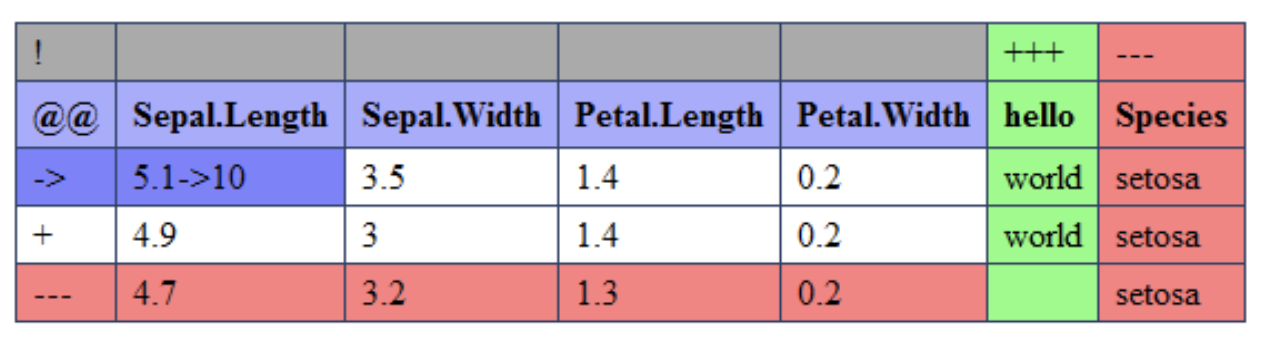 ! +++ ---
@@ Sepal.Length Sepal.Width Petal.Length Petal.Width hello Species
-> 5.1->10 3.5 1.4 0.2 world setosa
+ 4.9 3 1.4 0.2 world setosa
--- 4.7 3.2 1.3 0.2 setosa